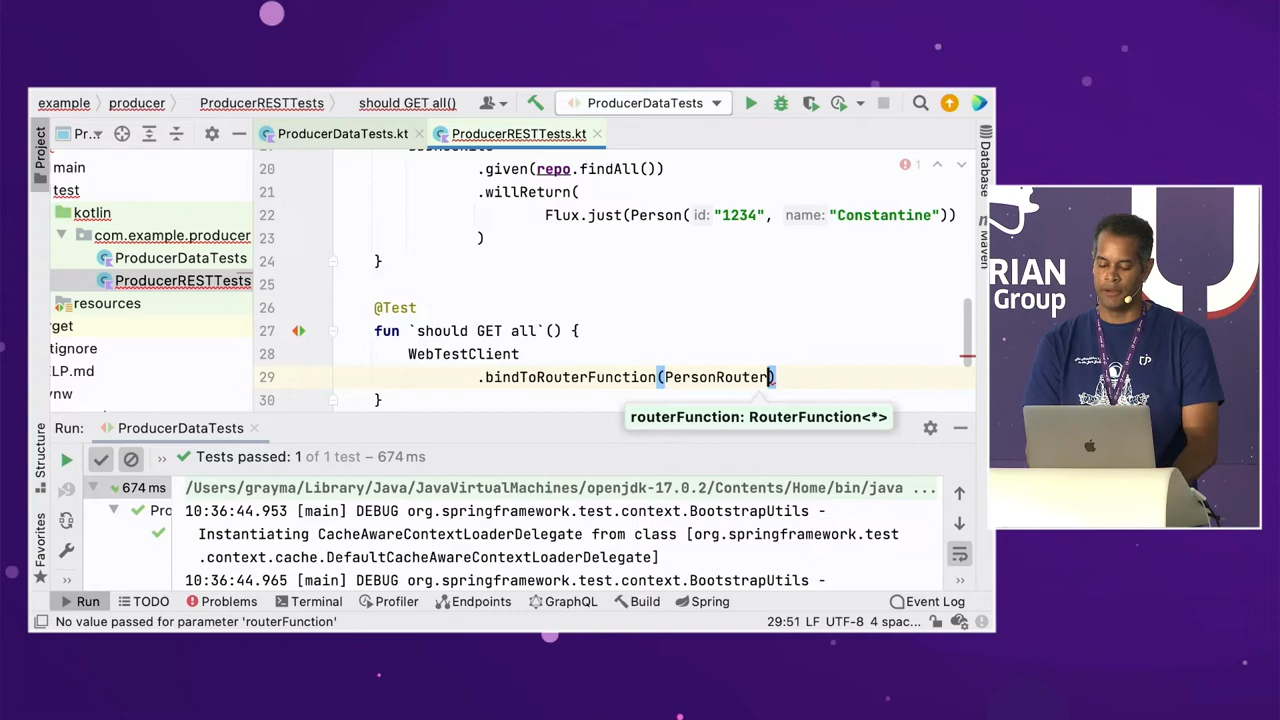 example
producer
ProducerRESTTests
should GET all()
ProducerDataTests
Project
Pr...
ProducerDataTests.kt
ProducerRESTTests.kt
main
test
kotlin
com.example.producer
ProducerDataTests
ProducerRESTTests
resources
rget
tignore
LP.md
vnw
20 .given(repo.findAll())
1
21 .willReturn(
22 Flux.just(Person( id: "1234", name: "Constantine"))
23 )
24 }
25
26 @Test
27 fun `should GET all`() {
28 WebTestClient
29 .bindToRouterFunction(PersonRouter)
30 }
routerFunction: RouterFunction<*>
Database
Maven
RIAN
Group
Structure
Favorites
Run:
ProducerDataTests
Tests passed: 1 of 1 test – 674 ms
674 ms
Prc
/Users/grayma/Library/Java/JavaVirtualMachines/openjdk-17.0.2/Contents/Home/bin/java ...
10:36:44.953 [main] DEBUG org.springframework.test.context.BootstrapUtils -
Instantiating CacheAwareContextLoaderDelegate from class [org.springframework.test
.context.cache.DefaultCacheAwareContextLoaderDelegate]
10:36:44.965 [main] DEBUG org.springframework.test.context.BootstrapUtils -
Run
TODO
Problems
Terminal
Profiler
Endpoints
GraphQL
Build
Spring
Event Log
No value passed for parameter 'routerFunction'
29:51 LF UTF-8 4 spac...